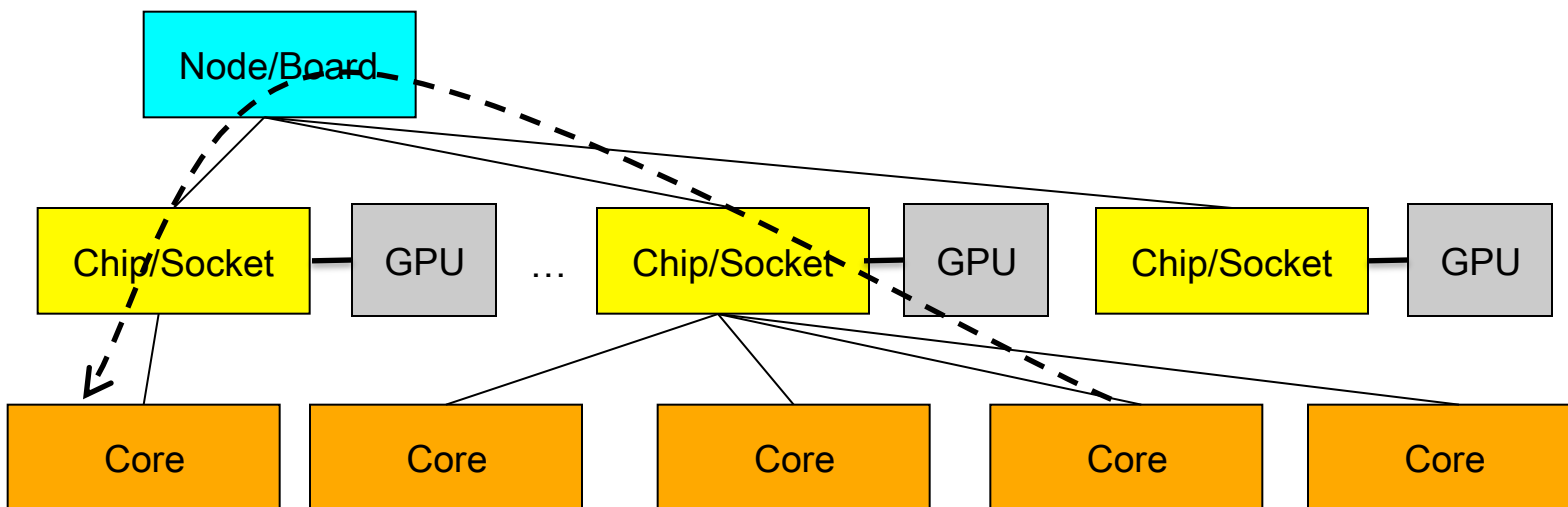 Node/Board
Chip/Socket
GPU
...
Chip/Socket
GPU
Chip/Socket
GPU
Core
Core
Core
Core
Core